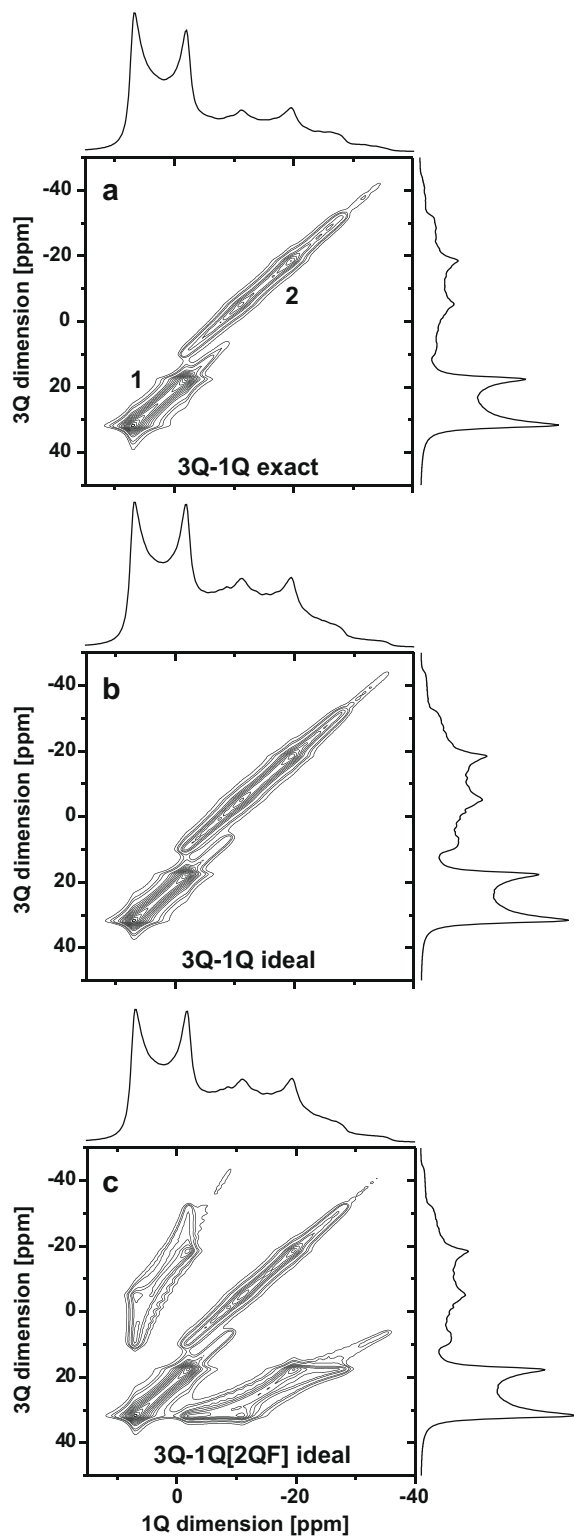 a
-40
-20
0
20
40
3Q dimension [ppm]
1
2
3Q-1Q exact
b
-40
-20
0
20
40
3Q dimension [ppm]
3Q-1Q ideal
c
-40
-20
0
20
40
3Q dimension [ppm]
3Q-1Q[2QF] ideal
0
-20
-40
1Q dimension [ppm]